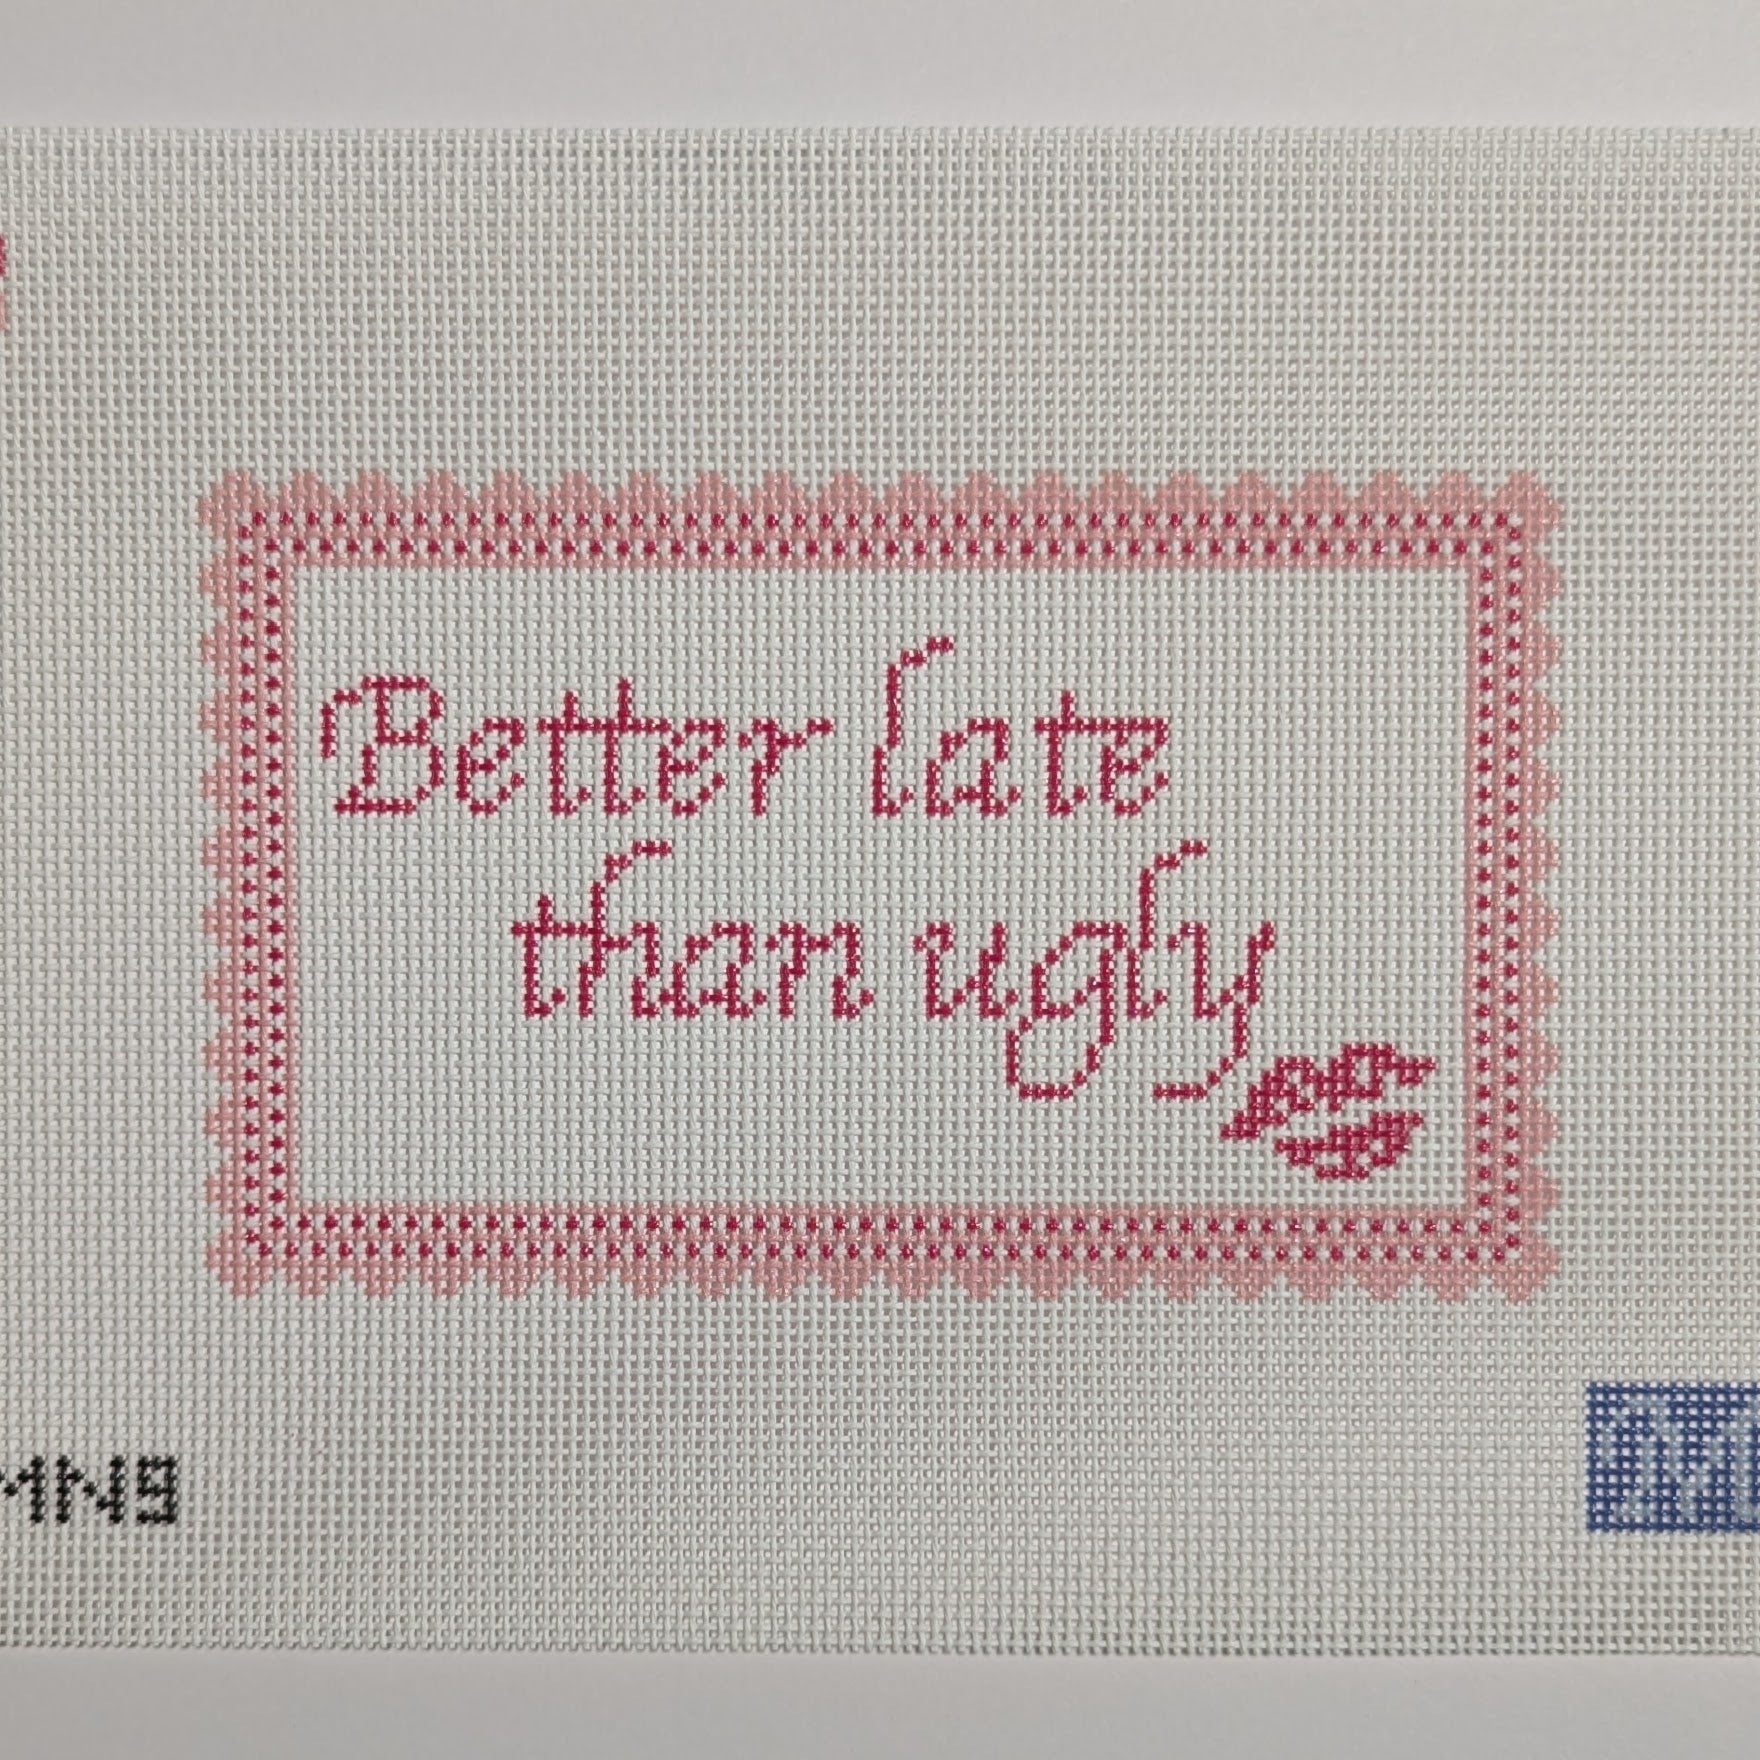 Better late
than ugly
MN9